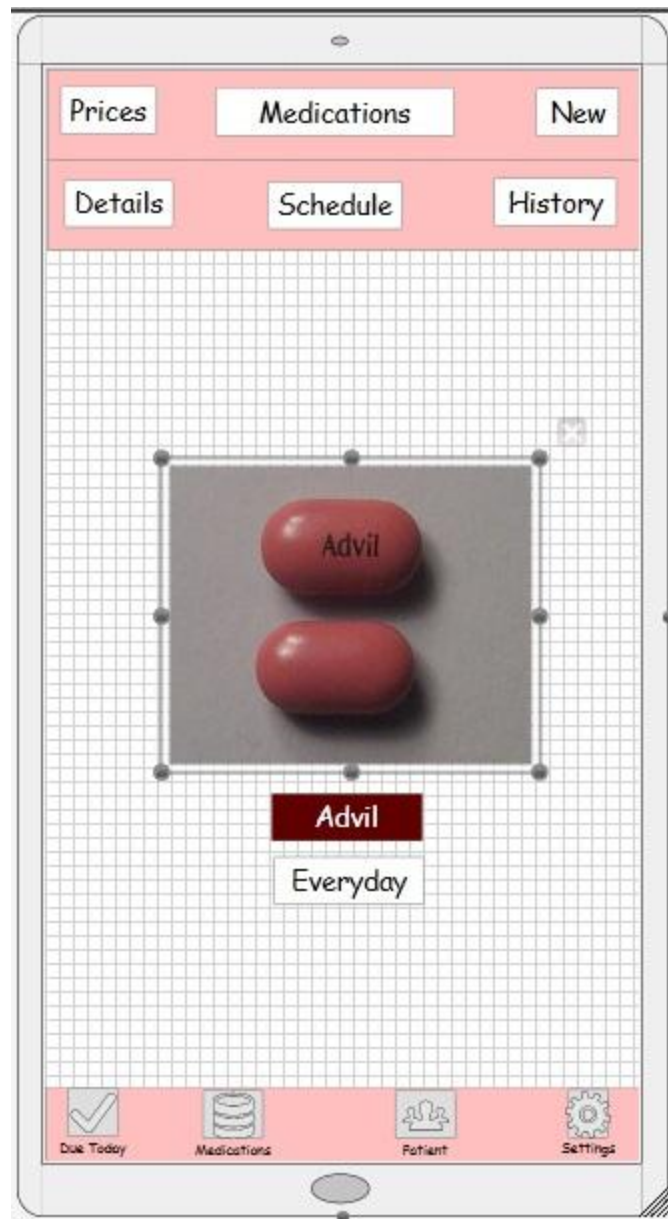 Prices Medications New
Details Schedule History
Advil
Advil
Everyday
Due Today Medications Patient Settings